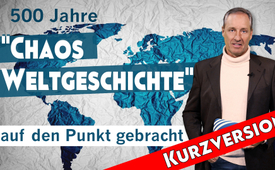 500 Jahre
"CHAOS
WELTGESCHICHTE"
auf den Punkt gebracht
KURZVERSION